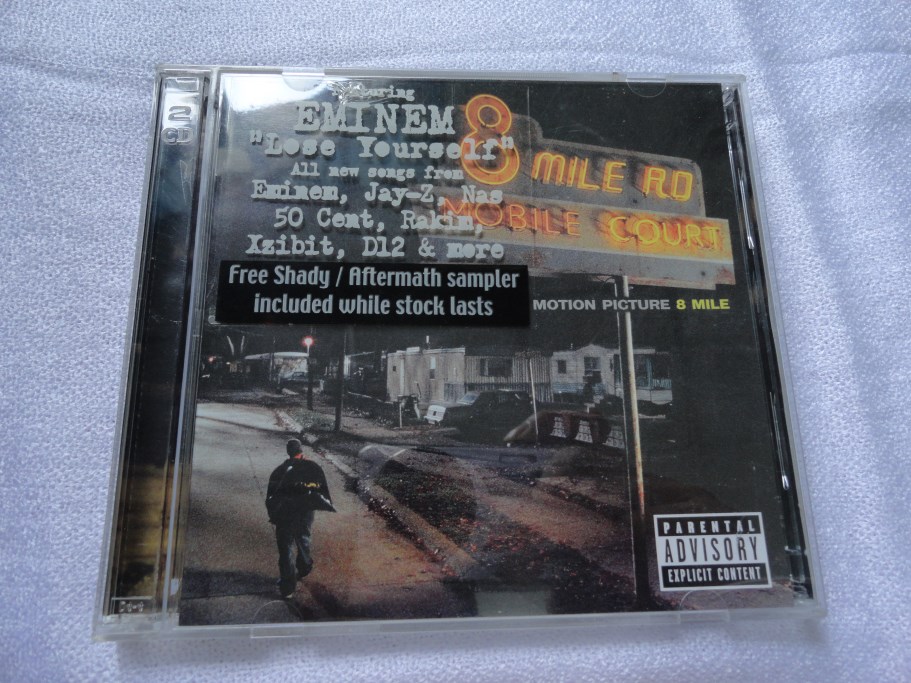 2
CD
Featuring
EMINEM
"Lose Yourself"
All new songs from
Eminem, Jay-Z, Nas
50 Cent, Rakim,
Xzibit, D12 & more
Free Shady / Aftermath sampler
included while stock lasts
8 MILE RD
MOBILE COURT
MOTION PICTURE 8 MILE
PARENTAL
ADVISORY
EXPLICIT CONTENT